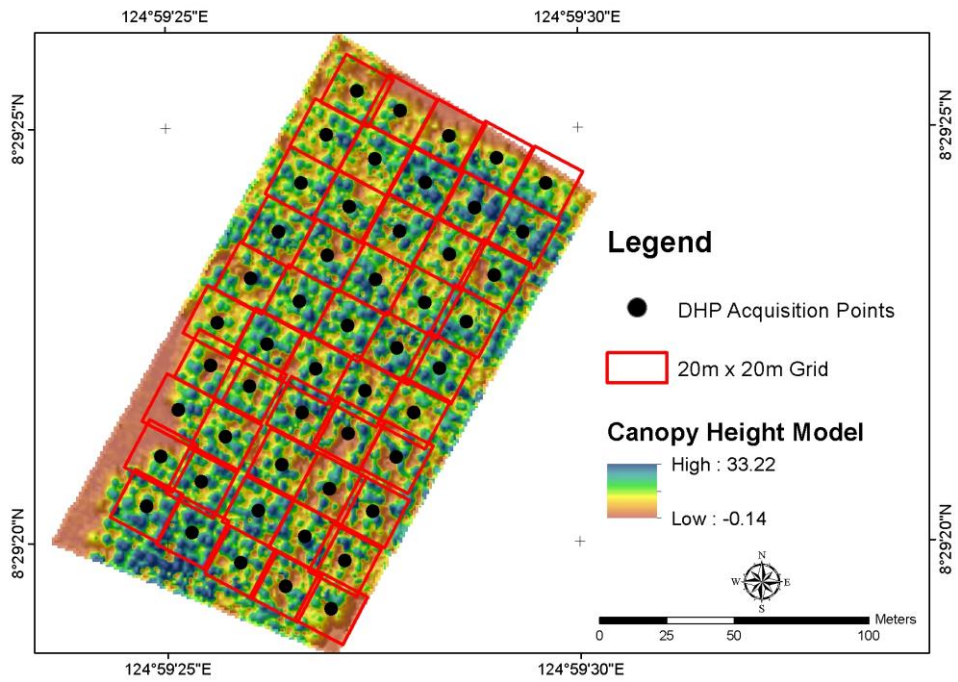 124°59'25"E
124°59'30"E
8°29'25"N
8°29'25"N
Legend
DHP Acquisition Points
20m x 20m Grid
Canopy Height Model
High : 33.22
Low : -0.14
8°29'20"N
8°29'20"N
N
W
E
S
Meters
0
25
50
100
124°59'25"E
124°59'30"E